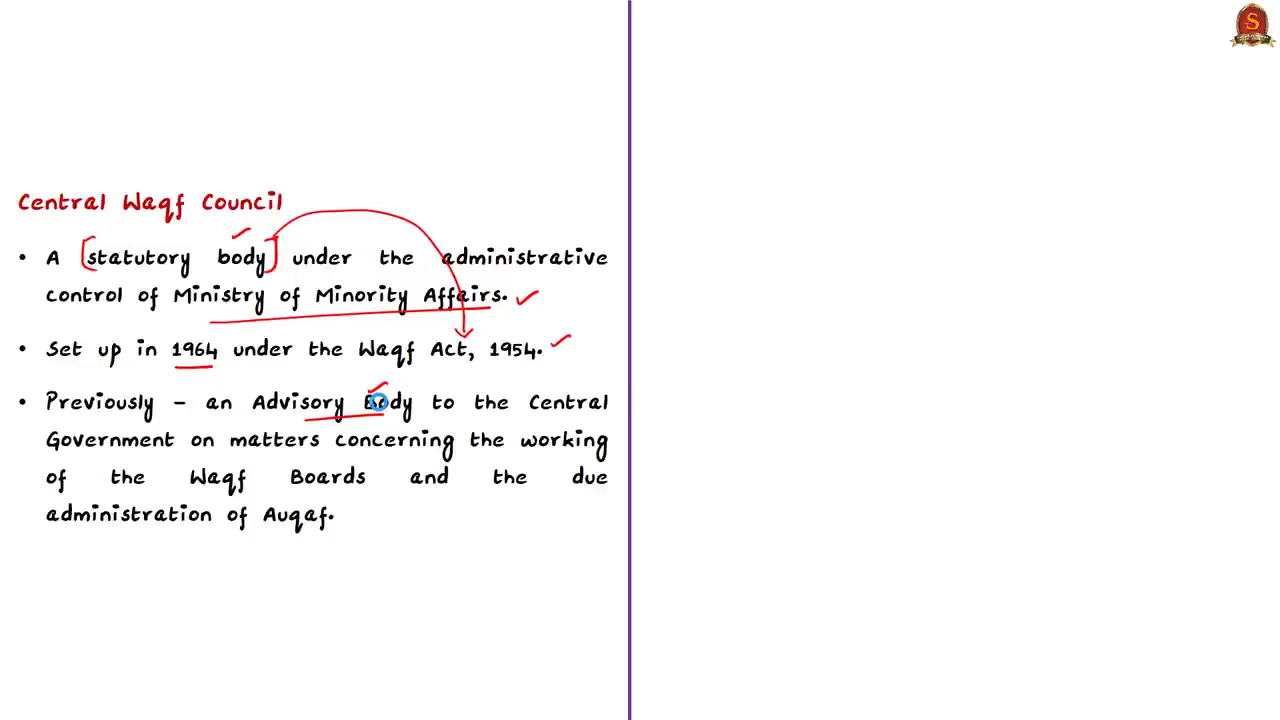 Central Waqf Council
• A [statutory body] under the administrative
control of Ministry of Minority Affairs.
• Set up in 1964 under the Waqf Act, 1954.
• Previously – an Advisory Body to the Central
Government on matters concerning the working
of the Waqf Boards and the due
administration of Auqaf.
S